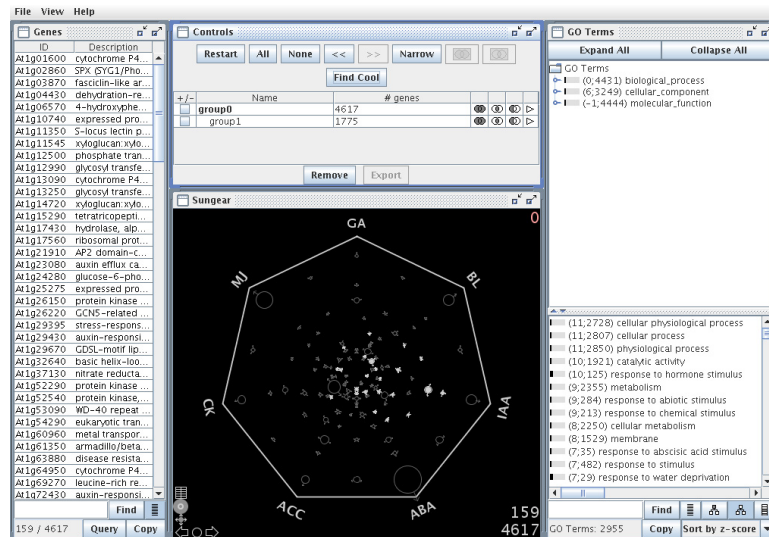 File View Help
Genes
ID Description
At1g01600 cytochrome P4...
At1g02860 SPX (SYG1/Pho...
At1g03870 fasciclin-like ar...
At1g04430 dehydration-re...
At1g06570 4-hydroxyphe...
At1g10740 expressed pro...
At1g11350 S-locus lectin p...
At1g11545 xyloglucan:xylo...
At1g12500 phosphate tran...
At1g12990 glycosyl transfe...
At1g13090 cytochrome P4...
At1g13250 glycosyl transfe...
At1g14720 xyloglucan:xylo...
At1g15290 tetratricopepti...
At1g17430 hydrolase, alp...
At1g17560 ribosomal prot...
At1g21910 AP2 domain-c...
At1g23080 auxin efflux ca...
At1g24280 glucose-6-pho...
At1g25275 expressed pro...
At1g26150 protein kinase ...
At1g26220 GCN5-related ...
At1g29395 stress-respons...
At1g29430 auxin-responsi...
At1g29670 GDSL-motif lip...
At1g32640 basic helix-loo...
At1g37130 nitrate reducta...
At1g52290 protein kinase ...
At1g52540 protein kinase,...
At1g53090 WD-40 repeat ...
At1g54290 eukaryotic tran...
At1g60960 metal transpor...
At1g61350 armadillo/beta...
At1g63880 disease resista...
At1g64950 cytochrome P4...
At1g69270 leucine-rich re...
At1g72430 auxin-responsi...
Find
159 / 4617 Query Copy
Controls
Restart All None << >> Narrow
Find Cool
+/- Name # genes
group0 4617
group1 1775
Remove Export
Sungear
0
GA
MJ BL
CK IAA
ACC ABA
159
4617
GO Terms
Expand All Collapse All
GO Terms
(0;4431) biological_process
(6;3249) cellular_component
(-1;4444) molecular_function
(11;2728) cellular physiological process
(11;2807) cellular process
(11;2850) physiological process
(10;1921) catalytic activity
(10;125) response to hormone stimulus
(9;2355) metabolism
(9;284) response to abiotic stimulus
(9;213) response to chemical stimulus
(8;2250) cellular metabolism
(8;1529) membrane
(7;35) response to abscisic acid stimulus
(7;482) response to stimulus
(7;29) response to water deprivation
Find
GO Terms: 2955 Copy Sort by z-score